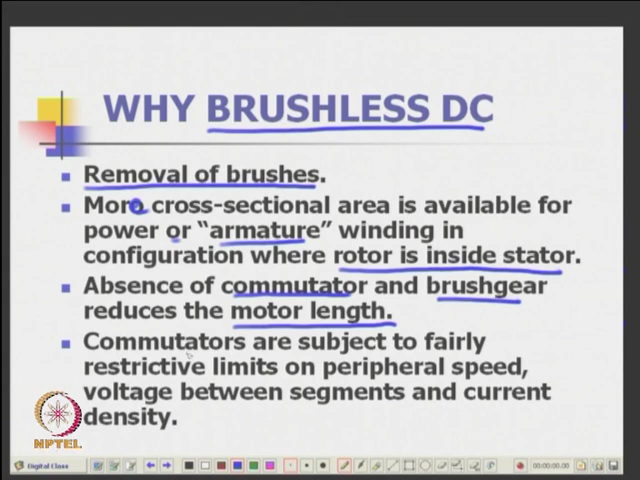 WHY BRUSHLESS DC
Removal of brushes.
More cross-sectional area is available for
power or “armature” winding in
configuration where rotor is inside stator.
Absence of commutator and brushgear
reduces the motor length.
Commutators are subject to fairly
restrictive limits on peripheral speed,
voltage between segments and current
density.
NPTEL
Digital Class
00:00:00.00